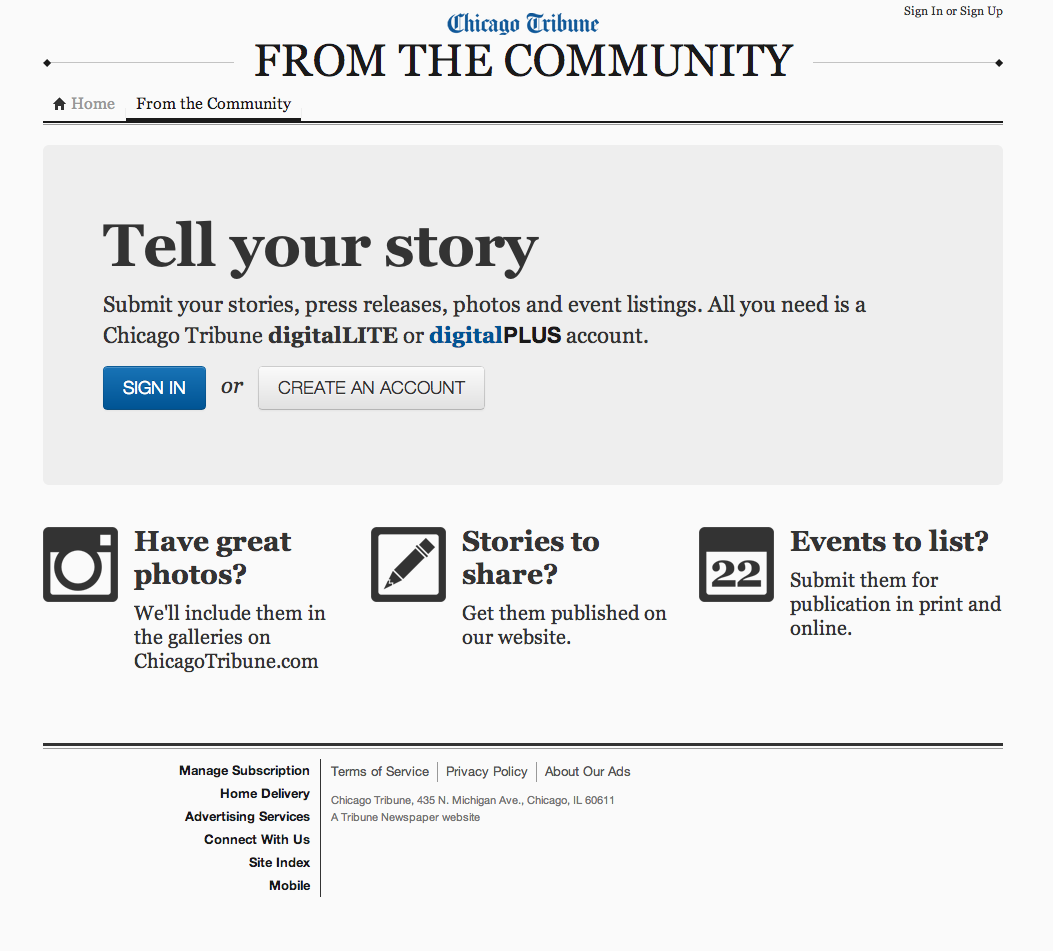 Sign In or Sign Up
Chicago Tribune
FROM THE COMMUNITY
Home
From the Community
Tell your story
Submit your stories, press releases, photos and event listings. All you need is a
Chicago Tribune digitalLITE or digitalPLUS account.
SIGN IN or CREATE AN ACCOUNT
Have great
photos?
We'll include them in
the galleries on
ChicagoTribune.com
Stories to
share?
Get them published on
our website.
22
Events to list?
Submit them for
publication in print and
online.
Manage Subscription
Home Delivery
Advertising Services
Connect With Us
Site Index
Mobile
Terms of Service
Privacy Policy
About Our Ads
Chicago Tribune, 435 N. Michigan Ave., Chicago, IL 60611
A Tribune Newspaper website